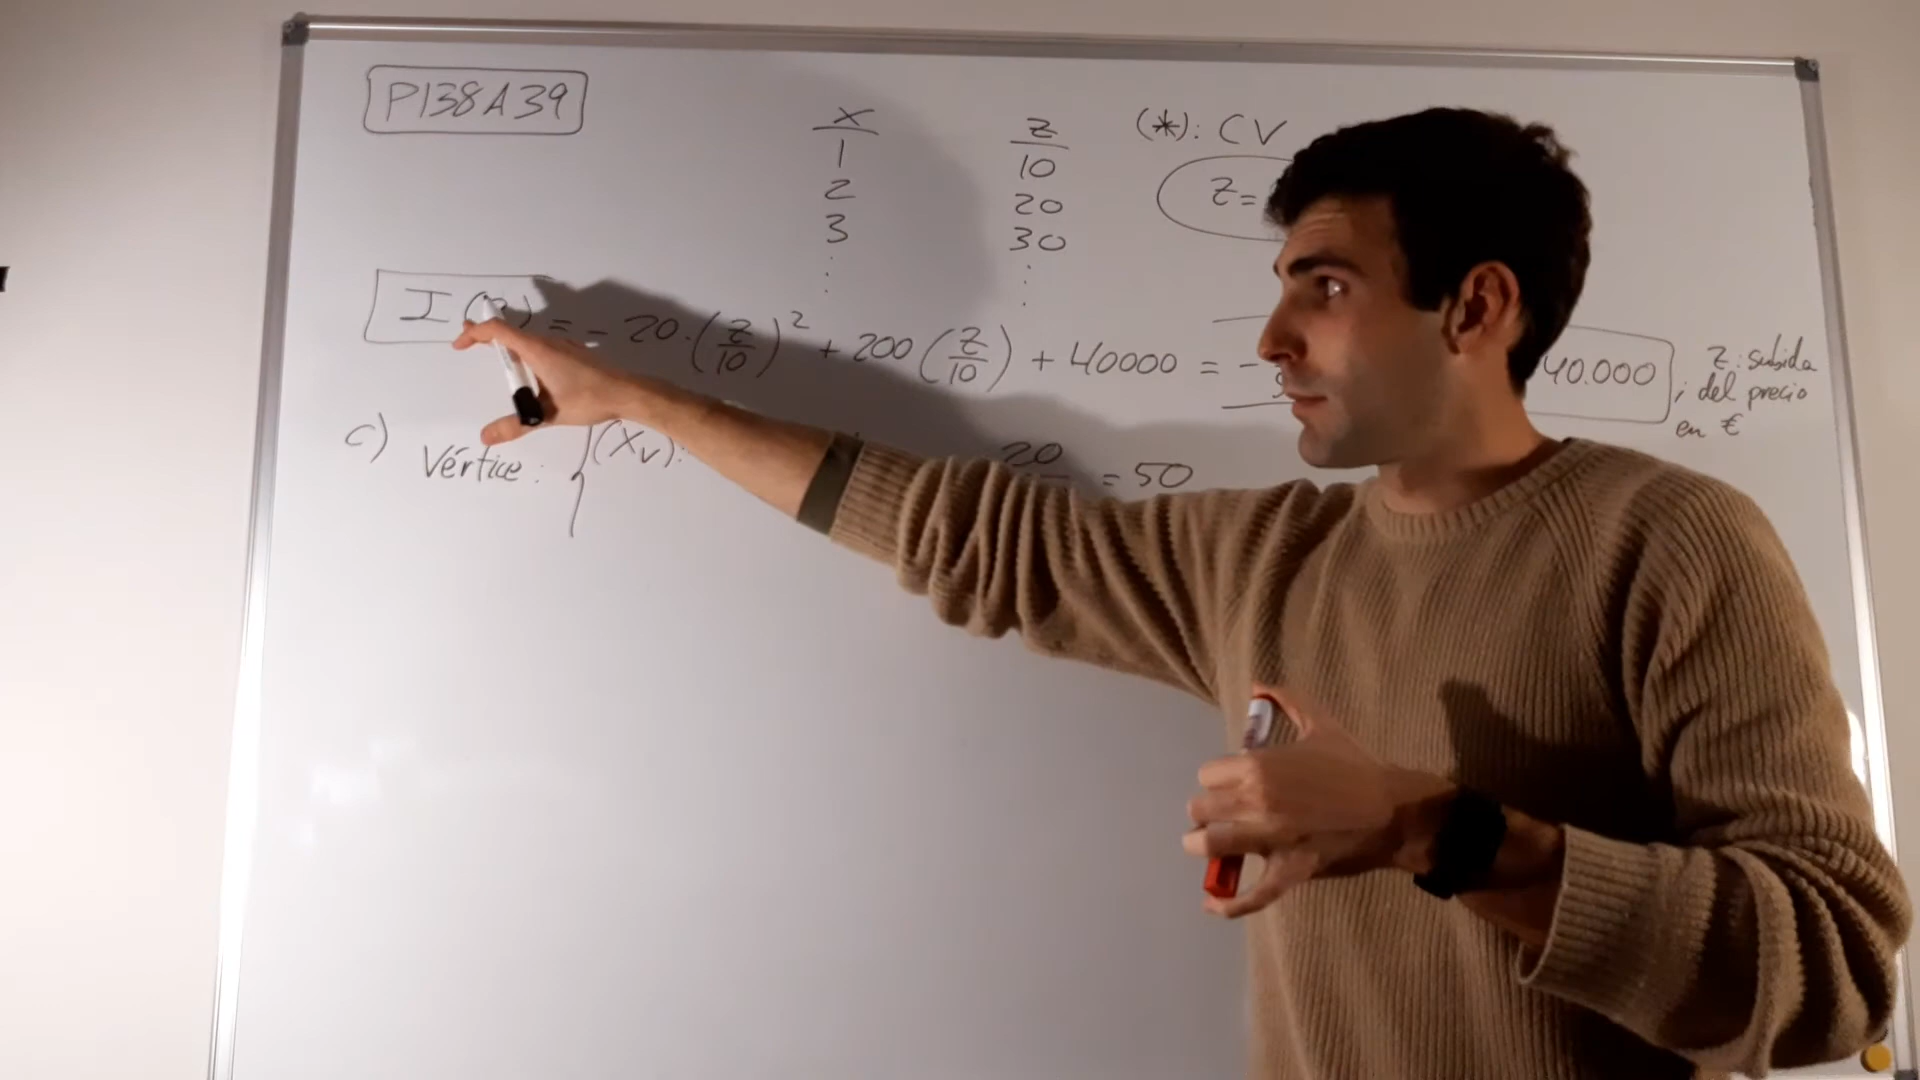 P138A39
x z (*): CV
1 10 z=
2 20
3 30
I( ) = - 20·(z/10)² + 200(z/10) + 40000 = - 40.000 ; z: subida del precio en €
c) Vértice: (Xv): 20 = 50